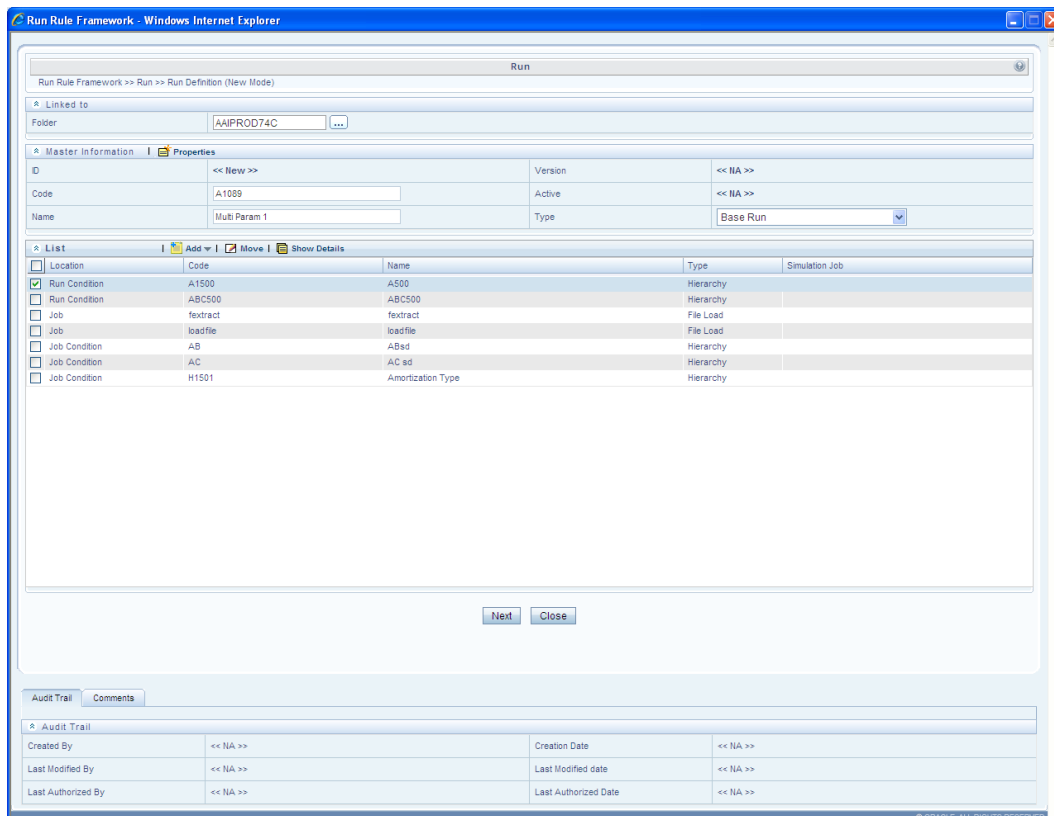 Run Rule Framework - Windows Internet Explorer
Run
Run Rule Framework >> Run >> Run Definition (New Mode)
Linked to
Folder AAIPROD74C ...
Master Information | Properties
ID << New >> Version << NA >>
Code A1089 Active << NA >>
Name Multi Param 1 Type Base Run
List | Add | Move | Show Details
Location Code Name Type Simulation Job
Run Condition A1500 A500 Hierarchy
Run Condition ABC500 ABC500 Hierarchy
Job fextract fextract File Load
Job loadfile loadfile File Load
Job Condition AB ABsd Hierarchy
Job Condition AC AC sd Hierarchy
Job Condition H1501 Amortization Type Hierarchy
Next Close
Audit Trail Comments
Audit Trail
Created By << NA >> Creation Date << NA >>
Last Modified By << NA >> Last Modified date << NA >>
Last Authorized By << NA >> Last Authorized Date << NA >>